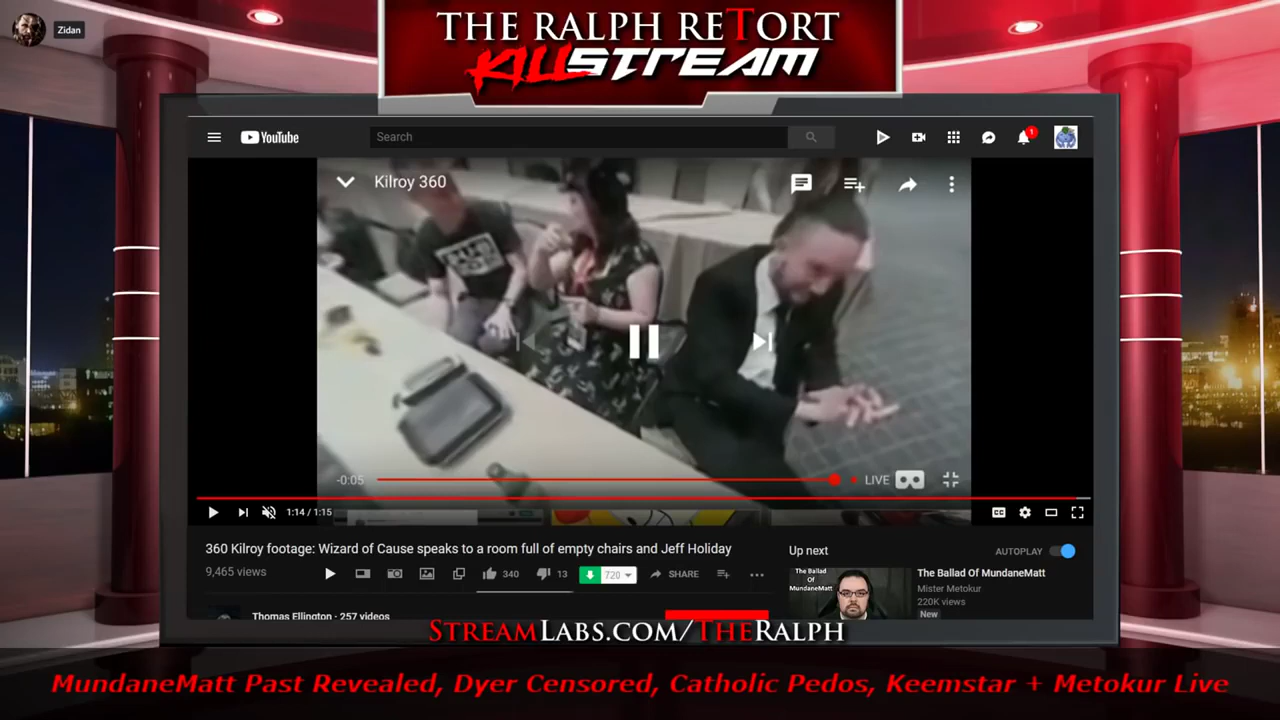 Zidan
THE RALPH RETORT
KILLSTREAM
YouTube
Search
1
Kilroy 360
-0:05
LIVE
1:14 / 1:15
CC
360 Kilroy footage: Wizard of Cause speaks to a room full of empty chairs and Jeff Holiday
9,465 views
340
13
720
SHARE
Thomas Ellington · 257 videos
Up next
AUTOPLAY
The Ballad Of MundaneMatt
The Ballad Of MundaneMatt
Mister Metokur
220K views
New
STREAMLABS.COM/THERALPH
MundaneMatt Past Revealed, Dyer Censored, Catholic Pedos, Keemstar + Metokur Live